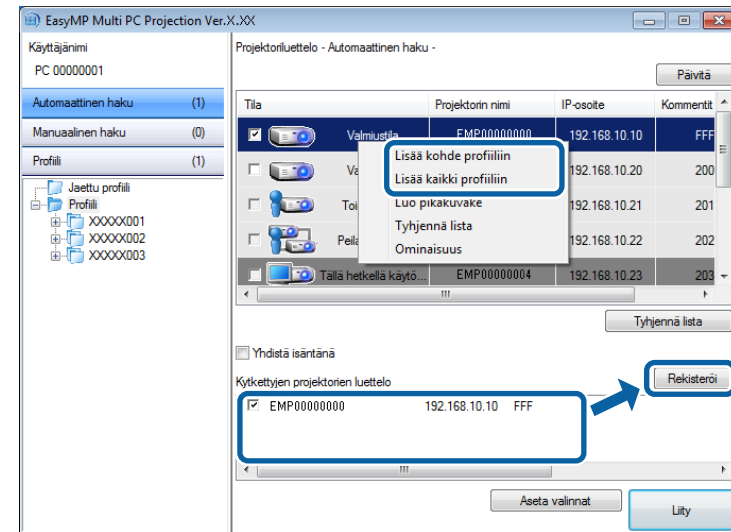 EasyMP Multi PC Projection Ver.X.XX
Käyttäjänimi
PC 00000001
Automaattinen haku (1)
Manuaalinen haku (0)
Profiili (1)
Jaettu profiili
Profiili
XXXXX001
XXXXX002
XXXXX003
Projektoriluettelo - Automaattinen haku -
Päivitä
Tila Projektorin nimi IP-osoite Kommentit
Valmiustila EMP00000000 192.168.10.10 FFF
Va 192.168.10.20 200
Toi 192.168.10.21 201
Peila 192.168.10.22 202
Tällä hetkellä käytö... EMP00000004 192.168.10.23 203
Lisää kohde profiiliin
Lisää kaikki profiiliin
Luo pikakuvake
Tyhjennä lista
Ominaisuus
Tyhjennä lista
Yhdistä isäntänä
Kytkettyjen projektorien luettelo
Rekisteröi
EMP00000000 192.168.10.10 FFF
Aseta valinnat
Liity